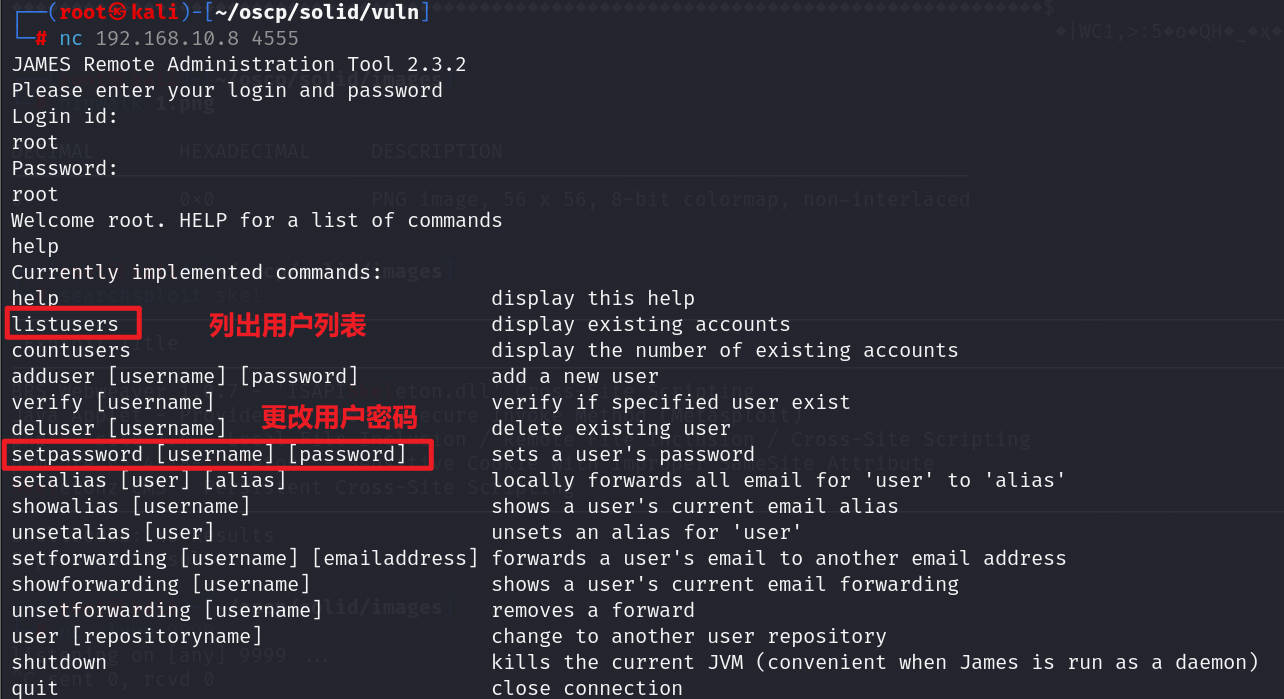 ┌──(root㉿kali)-[~/oscp/solid/vuln]
└─# nc 192.168.10.8 4555
JAMES Remote Administration Tool 2.3.2
Please enter your login and password
Login id:
root
Password:
root
Welcome root. HELP for a list of commands
help
Currently implemented commands:
help display this help
listusers 列出用户列表 display existing accounts
countusers display the number of existing accounts
adduser [username] [password] add a new user
verify [username] verify if specified user exist
deluser [username] 更改用户密码 delete existing user
setpassword [username] [password] sets a user's password
setalias [user] [alias] locally forwards all email for 'user' to 'alias'
showalias [username] shows a user's current email alias
unsetalias [user] unsets an alias for 'user'
setforwarding [username] [emailaddress] forwards a user's email to another email address
showforwarding [username] shows a user's current email forwarding
unsetforwarding [username] removes a forward
user [repositoryname] change to another user repository
shutdown kills the current JVM (convenient when James is run as a daemon)
quit close connection